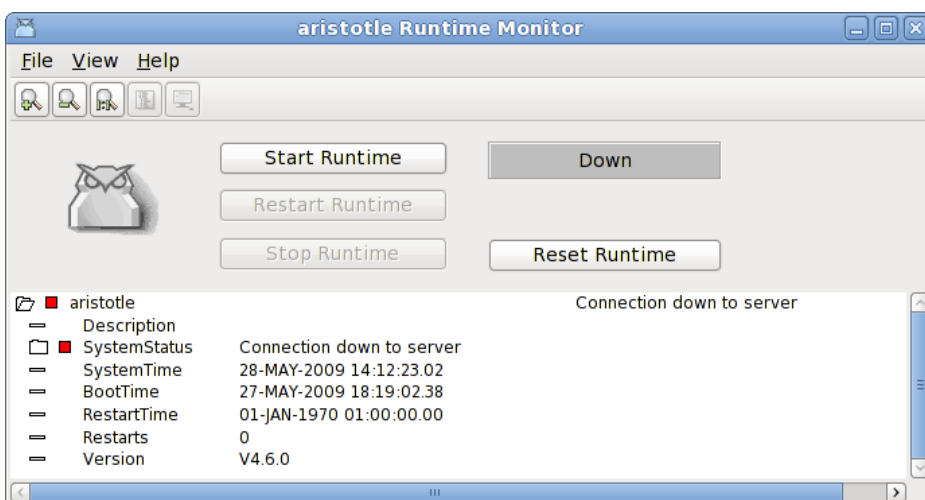 aristotle Runtime Monitor
File View Help
Start Runtime Down
Restart Runtime
Stop Runtime Reset Runtime
aristotle Connection down to server
Description
SystemStatus Connection down to server
SystemTime 28-MAY-2009 14:12:23.02
BootTime 27-MAY-2009 18:19:02.38
RestartTime 01-JAN-1970 01:00:00.00
Restarts 0
Version V4.6.0